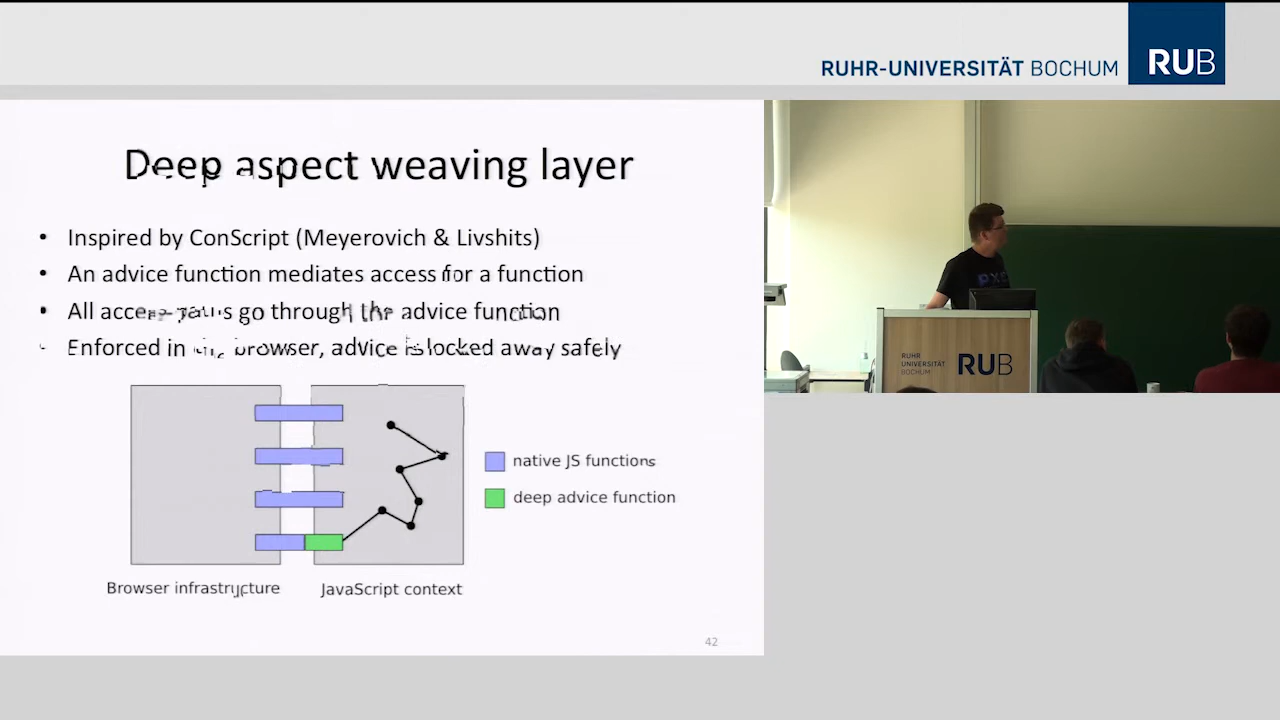 RUHR-UNIVERSITÄT BOCHUM
RUB
Deep aspect weaving layer
• Inspired by ConScript (Meyerovich & Livshits)
• An advice function mediates access for a function
• All go through the advice function
Enforced in browser, advice is locked away safely
native JS functions
deep advice function
Browser infrastructure
JavaScript context
42
RUHR
UNIVERSITÄT
BOCHUM
RUB